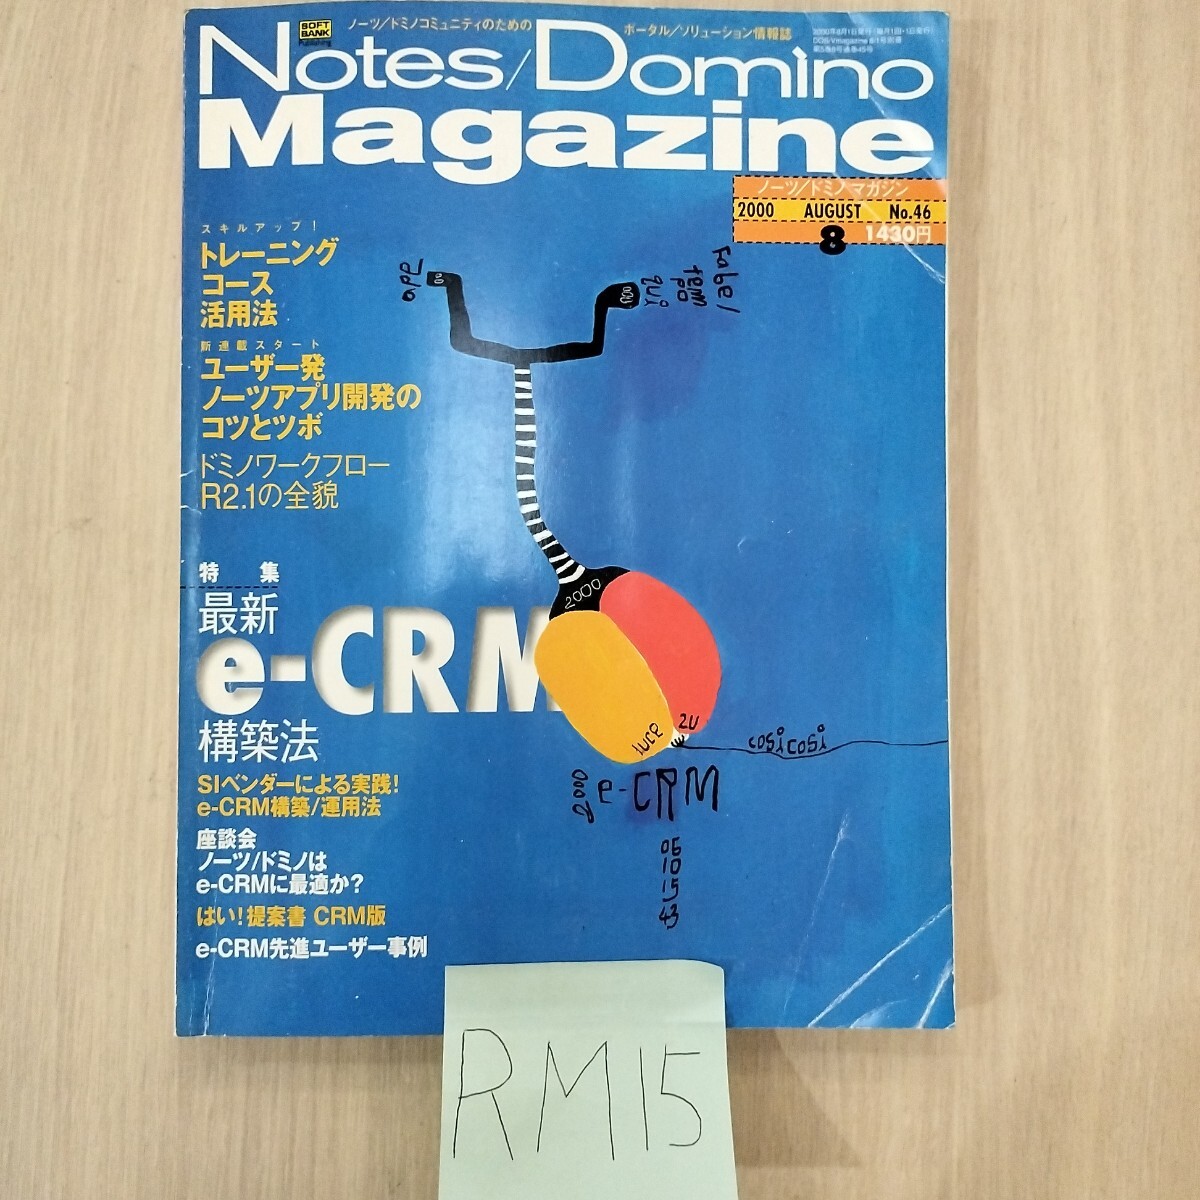 SOFT
BANK
Publishing
ノーツ/ドミノコミュニティのための
ポータル/ソリューション情報誌
Notes/Domino
Magazine
ノーツ/ドミノ マガジン
2000 AUGUST No.46
8 1430円
スキルアップ!
トレーニング
コース
活用法
新連載スタート
ユーザー発
ノーツアプリ開発の
コツとツボ
ドミノワークフロー
R2.1の全貌
特集
最新
e-CRM
構築法
SIベンダーによる実践!
e-CRM構築/運用法
座談会
ノーツ/ドミノは
e-CRMに最適か?
はい!提案書 CRM版
e-CRM先進ユーザー事例
app
2000
2U
cosicosi
2000
e-CRM
06
10
15
43
RM15